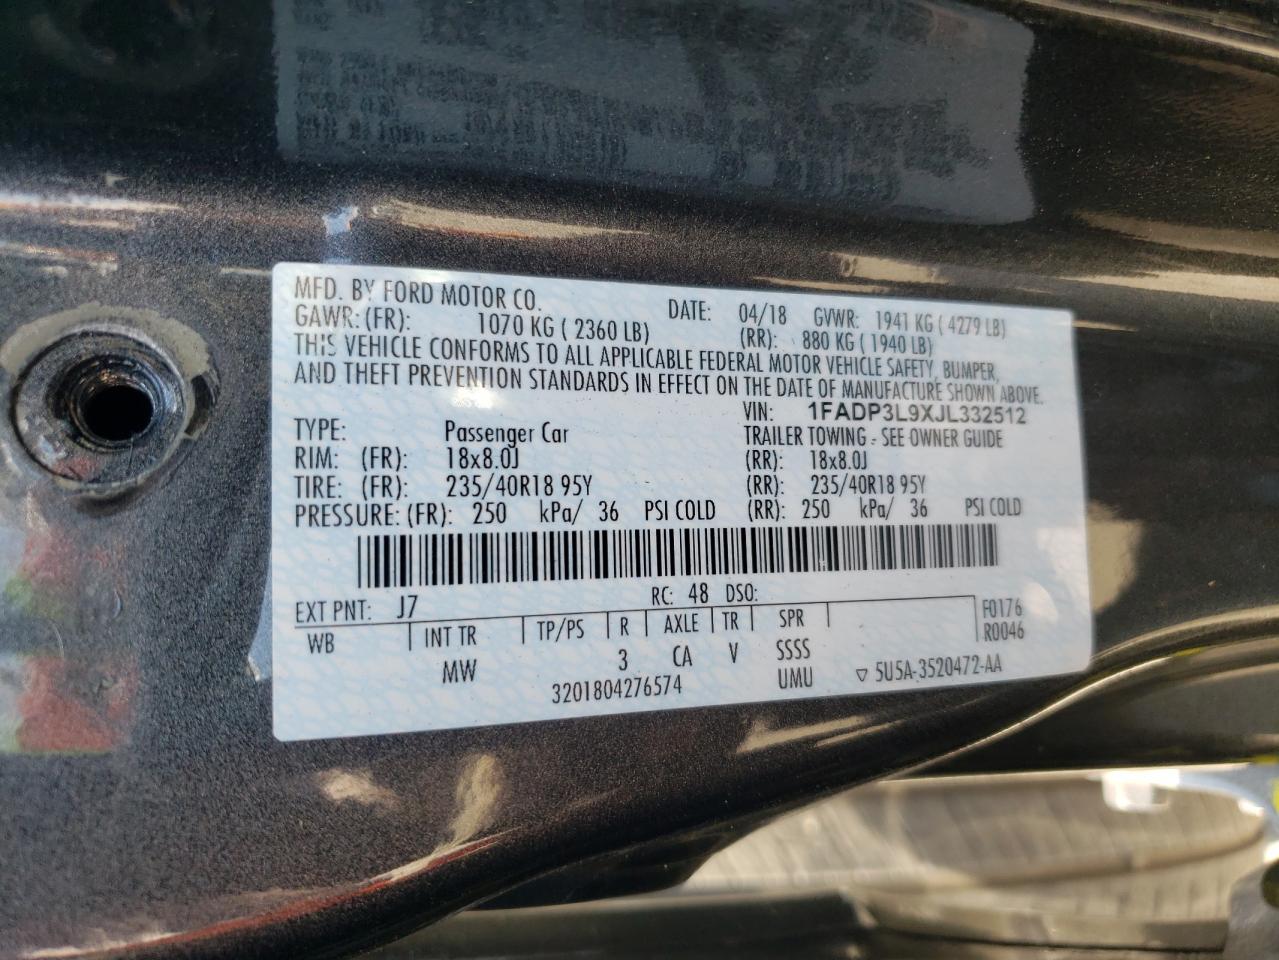 MFD. BY FORD MOTOR CO. DATE: 04/18 GVWR: 1941 KG ( 4279 LB)
GAWR:(FR): 1070 KG ( 2360 LB) (RR): 880 KG ( 1940 LB)
THIS VEHICLE CONFORMS TO ALL APPLICABLE FEDERAL MOTOR VEHICLE SAFETY, BUMPER,
AND THEFT PREVENTION STANDARDS IN EFFECT ON THE DATE OF MANUFACTURE SHOWN ABOVE.
VIN: 1FADP3L9XJL332512
TYPE: Passenger Car TRAILER TOWING - SEE OWNER GUIDE
RIM: (FR): 18x8.0J (RR): 18x8.0J
TIRE: (FR): 235/40R18 95Y (RR): 235/40R18 95Y
PRESSURE: (FR): 250 kPa/ 36 PSI COLD (RR): 250 kPa/ 36 PSI COLD
EXT PNT: J7 RC: 48 DSO:
WB INT TR TP/PS R AXLE TR SPR F0176
R0046
MW 3 CA V SSSS
3201804276574 UMU ▽ 5U5A-3520472-AA